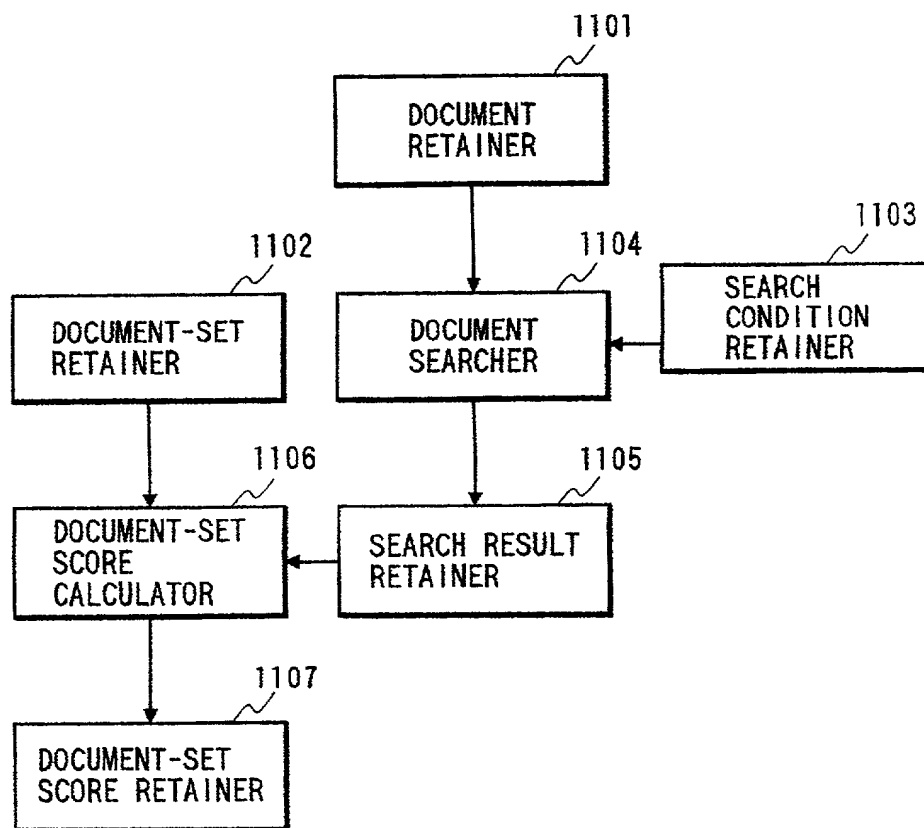 1101
DOCUMENT
RETAINER
1103
1102
1104
SEARCH
CONDITION
RETAINER
DOCUMENT-SET
RETAINER
DOCUMENT
SEARCHER
1106
1105
DOCUMENT-SET
SCORE
CALCULATOR
SEARCH RESULT
RETAINER
1107
DOCUMENT-SET
SCORE RETAINER